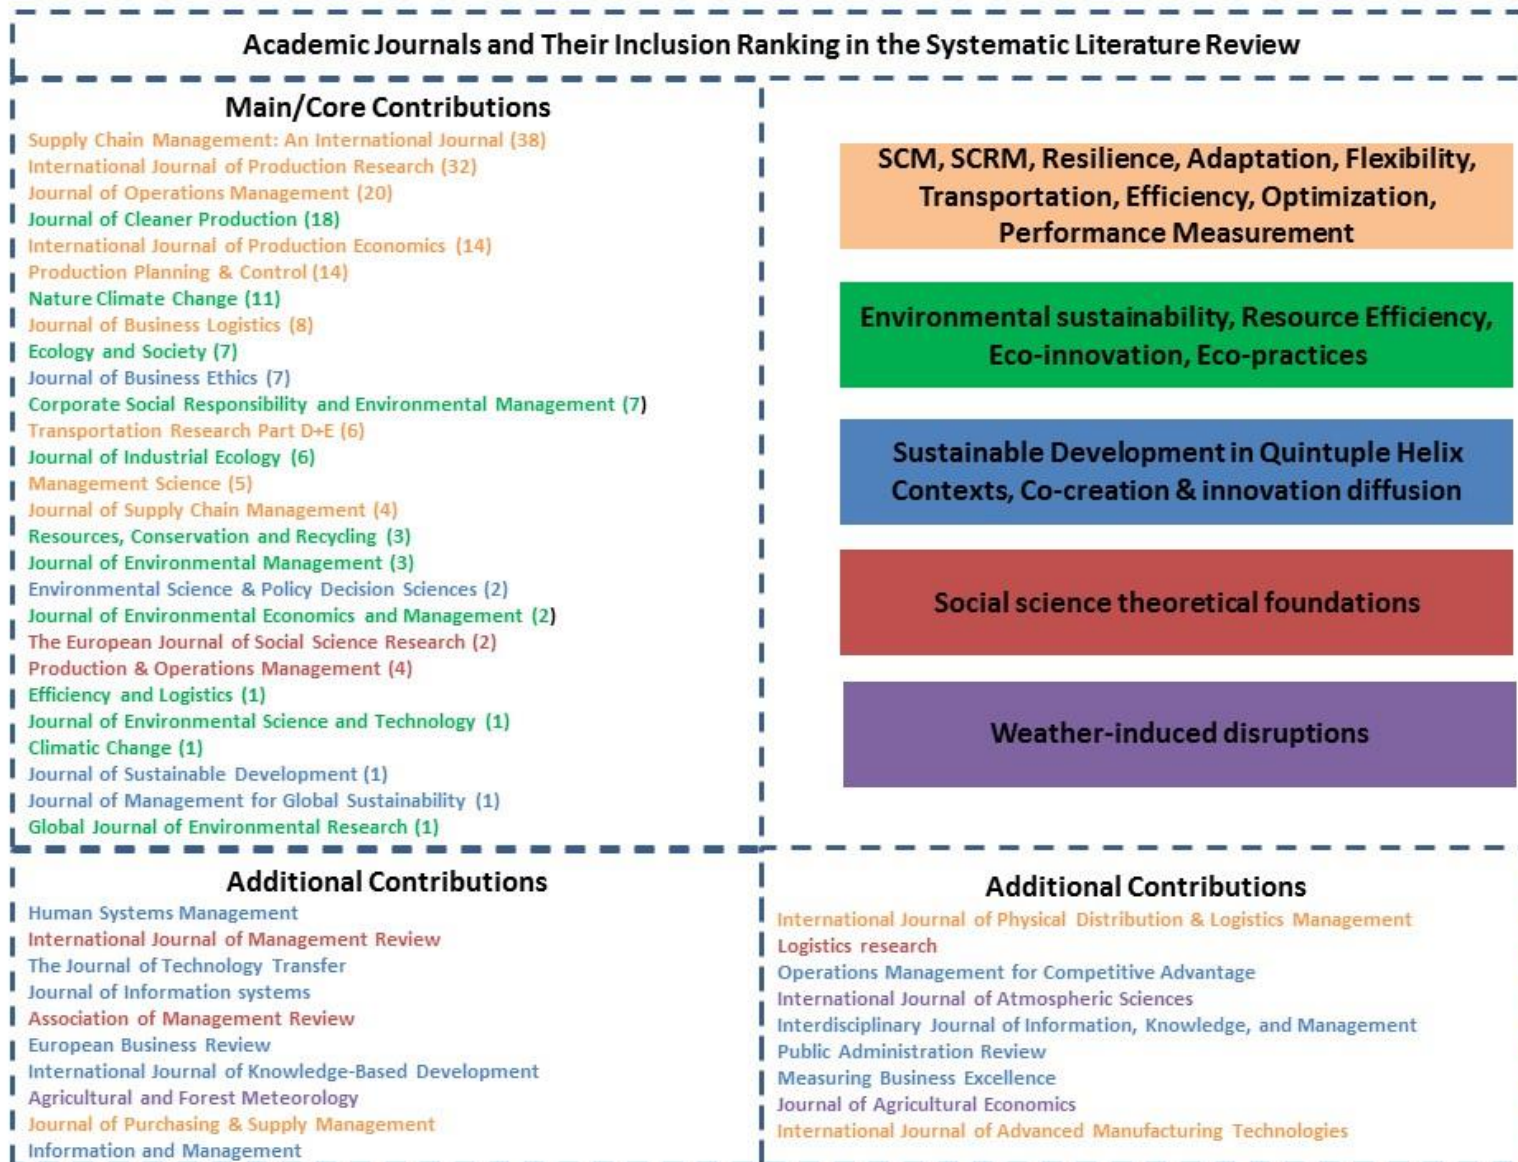 Academic Journals and Their Inclusion Ranking in the Systematic Literature Review
Main/Core Contributions
Supply Chain Management: An International Journal (38)
International Journal of Production Research (32)
Journal of Operations Management (20)
Journal of Cleaner Production (18)
International Journal of Production Economics (14)
Production Planning & Control (14)
Nature Climate Change (11)
Journal of Business Logistics (8)
Ecology and Society (7)
Journal of Business Ethics (7)
Corporate Social Responsibility and Environmental Management (7)
Transportation Research Part D+E (6)
Journal of Industrial Ecology (6)
Management Science (5)
Journal of Supply Chain Management (4)
Resources, Conservation and Recycling (3)
Journal of Environmental Management (3)
Environmental Science & Policy Decision Sciences (2)
Journal of Environmental Economics and Management (2)
The European Journal of Social Science Research (2)
Production & Operations Management (4)
Efficiency and Logistics (1)
Journal of Environmental Science and Technology (1)
Climatic Change (1)
Journal of Sustainable Development (1)
Journal of Management for Global Sustainability (1)
Global Journal of Environmental Research (1)
SCM, SCRM, Resilience, Adaptation, Flexibility,
Transportation, Efficiency, Optimization,
Performance Measurement
Environmental sustainability, Resource Efficiency,
Eco-innovation, Eco-practices
Sustainable Development in Quintuple Helix
Contexts, Co-creation & innovation diffusion
Social science theoretical foundations
Weather-induced disruptions
Additional Contributions
Human Systems Management
International Journal of Management Review
The Journal of Technology Transfer
Journal of Information systems
Association of Management Review
European Business Review
International Journal of Knowledge-Based Development
Agricultural and Forest Meteorology
Journal of Purchasing & Supply Management
Information and Management
Additional Contributions
International Journal of Physical Distribution & Logistics Management
Logistics research
Operations Management for Competitive Advantage
International Journal of Atmospheric Sciences
Interdisciplinary Journal of Information, Knowledge, and Management
Public Administration Review
Measuring Business Excellence
Journal of Agricultural Economics
International Journal of Advanced Manufacturing Technologies